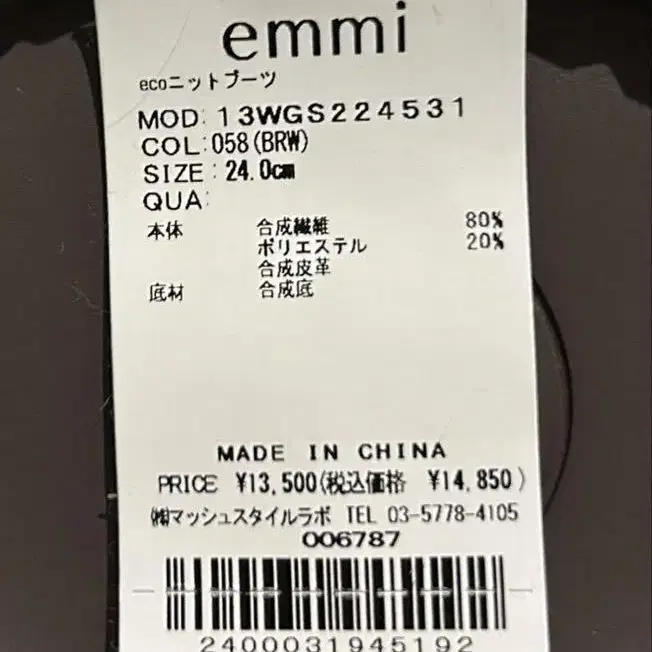 emmi
ecoニットブーツ
MOD: 13WGS224531
COL:058(BRW)
SIZE:24.0cm
QUA:
本体 合成繊維 80%
ポリエステル 20%
合成皮革
底材 合成底
MADE IN CHINA
PRICE ¥13,500(税込価格 ¥14,850)
㈱マッシュスタイルラボ TEL 03-5778-4105
006787
2400031945192